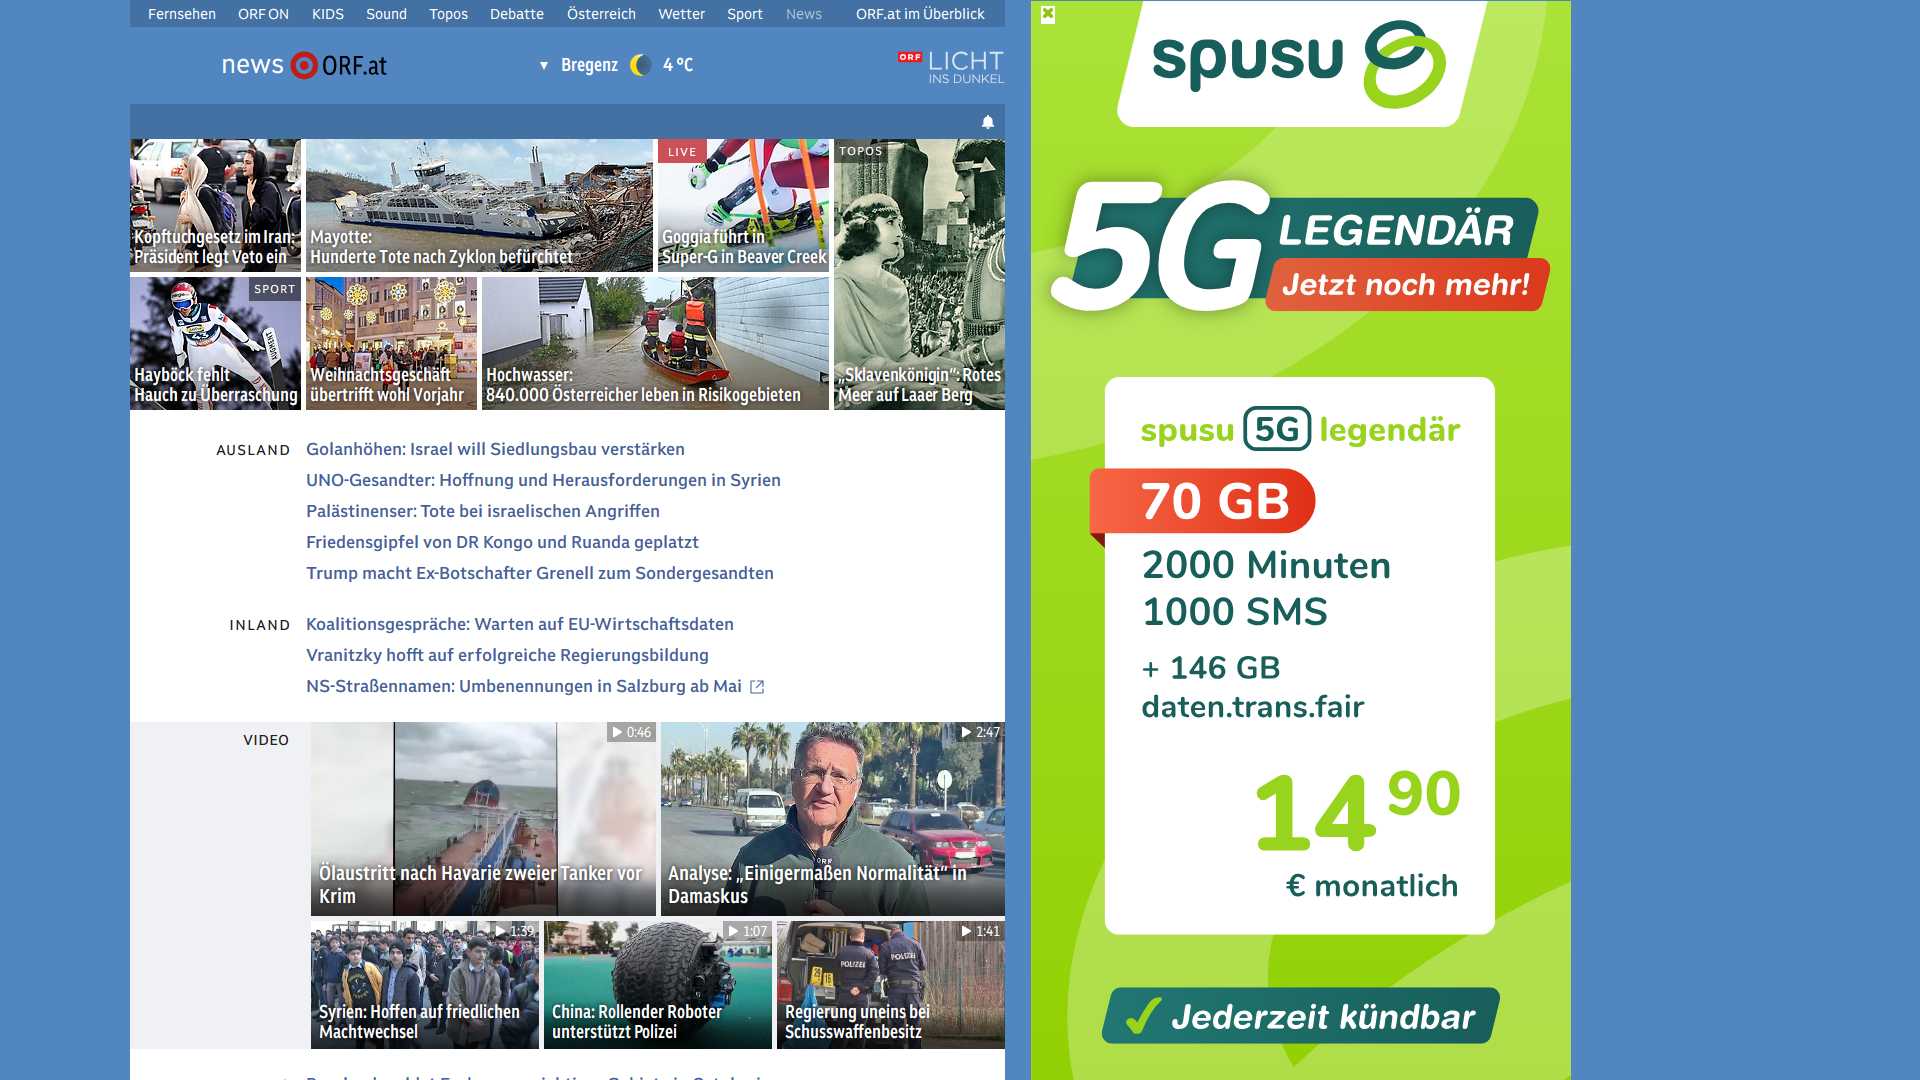 Fernsehen ORF ON KIDS Sound Topos Debatte Österreich Wetter Sport News ORF.at im Überblick
news ORF.at
▼ Bregenz 4 °C
ORF LICHT
INS DUNKEL
Kopftuchgesetz im Iran:
Präsident legt Veto ein
Mayotte:
Hunderte Tote nach Zyklon befürchtet
LIVE
Goggia führt in
Super-G in Beaver Creek
TOPOS
„Sklavenkönigin“: Rotes
Meer auf Laaer Berg
SPORT
Hayböck fehlt
Hauch zu Überraschung
Weihnachtsgeschäft
übertrifft wohl Vorjahr
Hochwasser:
840.000 Österreicher leben in Risikogebieten
AUSLAND
Golanhöhen: Israel will Siedlungsbau verstärken
UNO-Gesandter: Hoffnung und Herausforderungen in Syrien
Palästinenser: Tote bei israelischen Angriffen
Friedensgipfel von DR Kongo und Ruanda geplatzt
Trump macht Ex-Botschafter Grenell zum Sondergesandten
INLAND
Koalitionsgespräche: Warten auf EU-Wirtschaftsdaten
Vranitzky hofft auf erfolgreiche Regierungsbildung
NS-Straßennamen: Umbenennungen in Salzburg ab Mai
VIDEO
0:46
Ölaustritt nach Havarie zweier Tanker vor
Krim
2:47
ORF
Analyse: „Einigermaßen Normalität“ in
Damaskus
1:39
Syrien: Hoffen auf friedlichen
Machtwechsel
1:07
China: Rollender Roboter
unterstützt Polizei
1:41
POLIZEI
POLIZEI
Regierung uneins bei
Schusswaffenbesitz
spusu
5G LEGENDÄR
Jetzt noch mehr!
spusu 5G legendär
70 GB
2000 Minuten
1000 SMS
+ 146 GB
daten.trans.fair
14 90
€ monatlich
Jederzeit kündbar